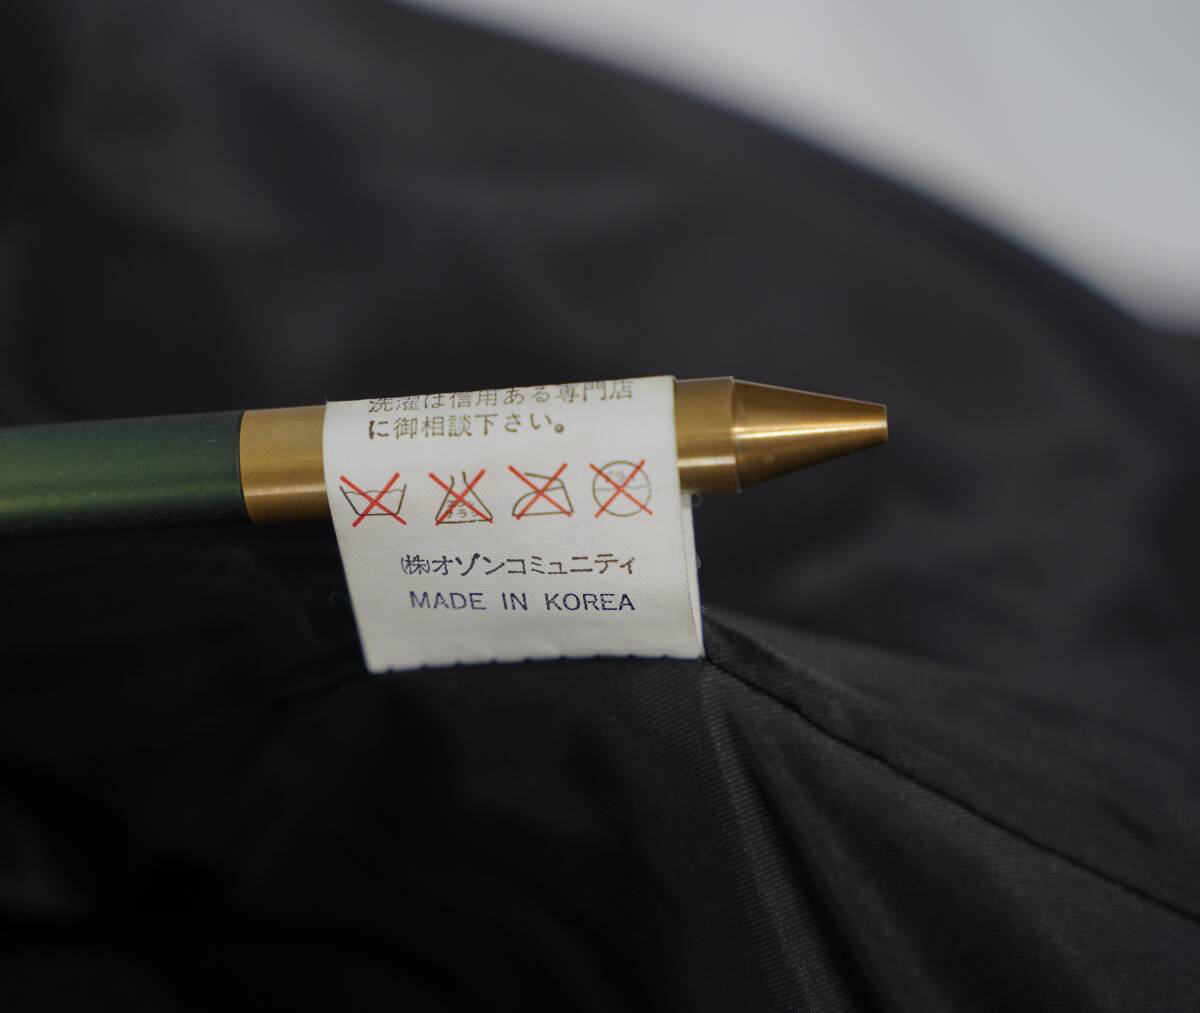 洗濯は信用ある専門店
に御相談下さい。
㈱オゾンコミュニティ
MADE IN KOREA